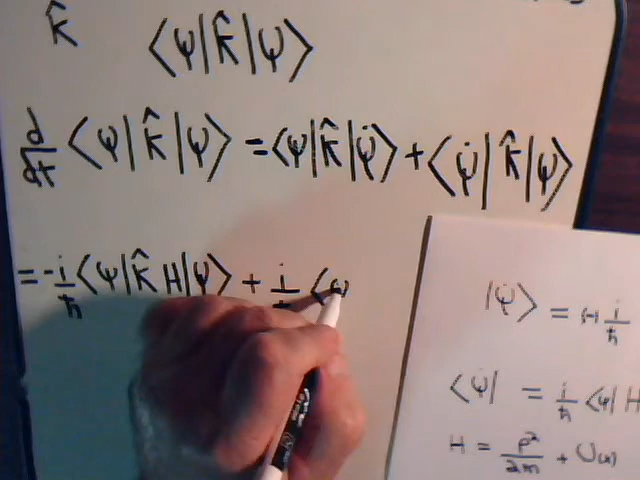 k̂ ⟨ψ|k̂|ψ⟩
d/dt ⟨ψ|k̂|ψ⟩ = ⟨ψ|k̂|ψ̇⟩ + ⟨ψ̇|k̂|ψ⟩
= -i/ħ ⟨ψ|k̂ H|ψ⟩ + i/ħ ⟨ψ
|ψ̇⟩ = H i/ħ
⟨ψ̇| = i/ħ ⟨ψ| H
H = p²/2m + U(x)